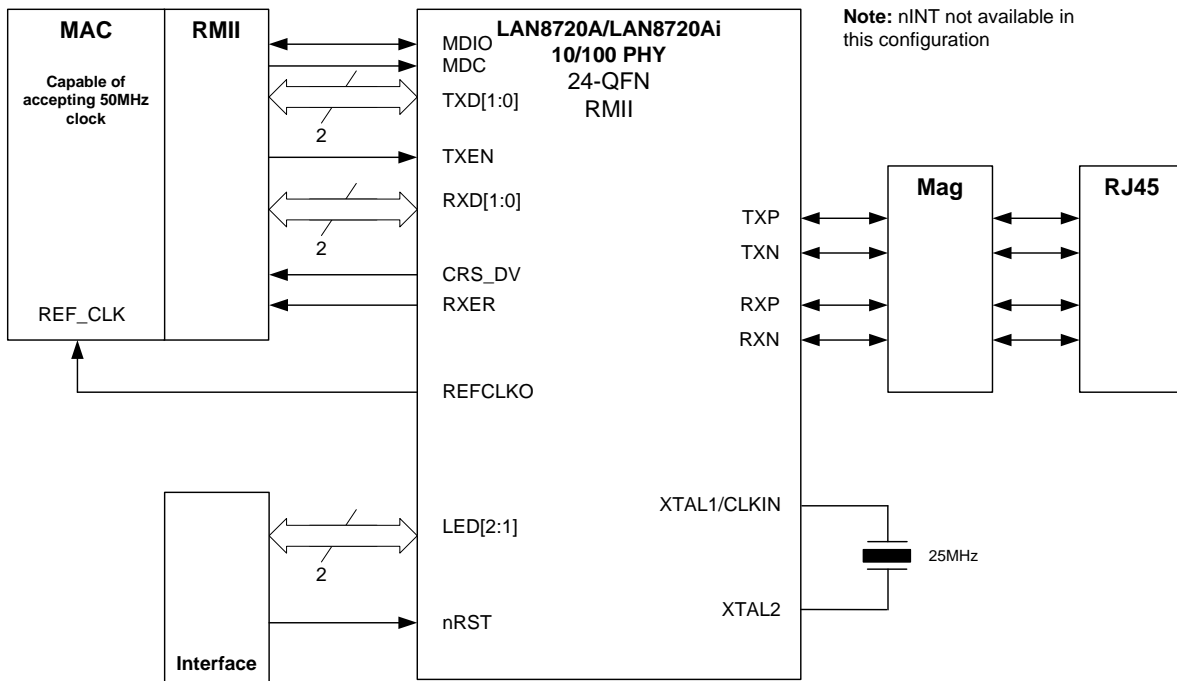 MAC
RMII
Capable of
accepting 50MHz
clock
REF_CLK
LAN8720A/LAN8720Ai
10/100 PHY
24-QFN
RMII
MDIO
MDC
TXD[1:0]
2
TXEN
RXD[1:0]
2
CRS_DV
RXER
REFCLKO
LED[2:1]
2
nRST
Interface
Note: nINT not available in
this configuration
TXP
TXN
RXP
RXN
Mag
RJ45
XTAL1/CLKIN
25MHz
XTAL2